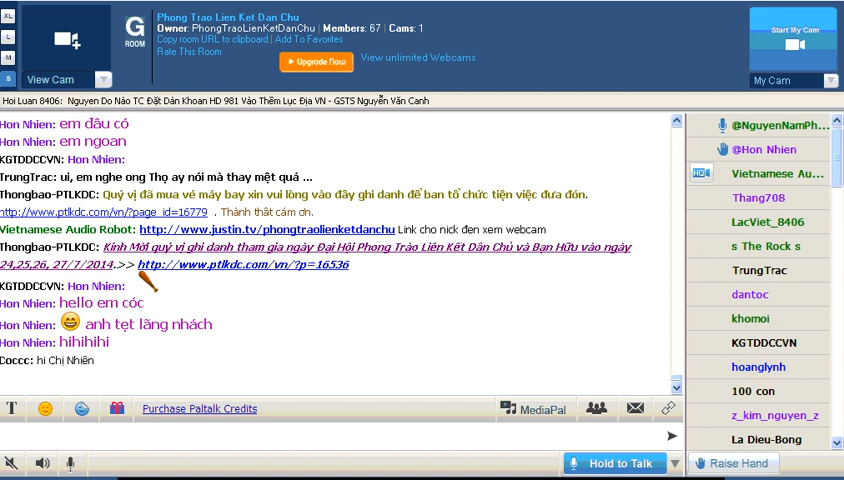 XL
L
M
S
View Cam
G
ROOM
Phong Trao Lien Ket Dan Chu
Owner: PhongTraoLienKetDanChu | Members: 67 | Cams: 1
Copy room URL to clipboard | Add To Favorites
Rate This Room
Upgrade Now
View unlimited Webcams
Start My Cam
My Cam
Hoi Luan 8406: Nguyen Do Nào TC Đặt Dàn Khoan HD 981 Vào Thềm Lục Địa VN - GSTS Nguyễn Văn Canh
Hon Nhien: em đâu có
Hon Nhien: em ngoan
KGTDDCCVN: Hon Nhien:
TrungTrac: ui, em nghe ong Thọ ay nói mà thay mệt quá ...
Thongbao-PTLKDC: Quý vị đã mua vé máy bay xin vui lòng vào đây ghi danh để ban tổ chức tiện việc đưa đón.
http://www.ptlkdc.com/vn/?page_id=16779 . Thành thât cám ơn.
Vietnamese Audio Robot: http://www.justin.tv/phongtraolienketdanchu Link cho nick đen xem webcam
Thongbao-PTLKDC: Kính Mời quý vị ghi danh tham gia ngày Đại Hội Phong Trào Liên Kết Dân Chủ và Bạn Hữu vào ngày
24,25,26, 27/7/2014.>> http://www.ptlkdc.com/vn/?p=16536
KGTDDCCVN: Hon Nhien:
Hon Nhien: hello em cóc
Hon Nhien: anh tẹt lãng nhách
Hon Nhien: hihihihi
Coccc: hi Chị Nhiên
T
Purchase Paltalk Credits
MediaPal
Hold to Talk
@NguyenNamPh...
@Hon Nhien
HQ
Vietnamese Au...
Thang708
LacViet_8406
s The Rock s
TrungTrac
dantoc
khomoi
KGTDDCCVN
hoanglynh
100 con
z_kim_nguyen_z
La Dieu-Bong
Raise Hand